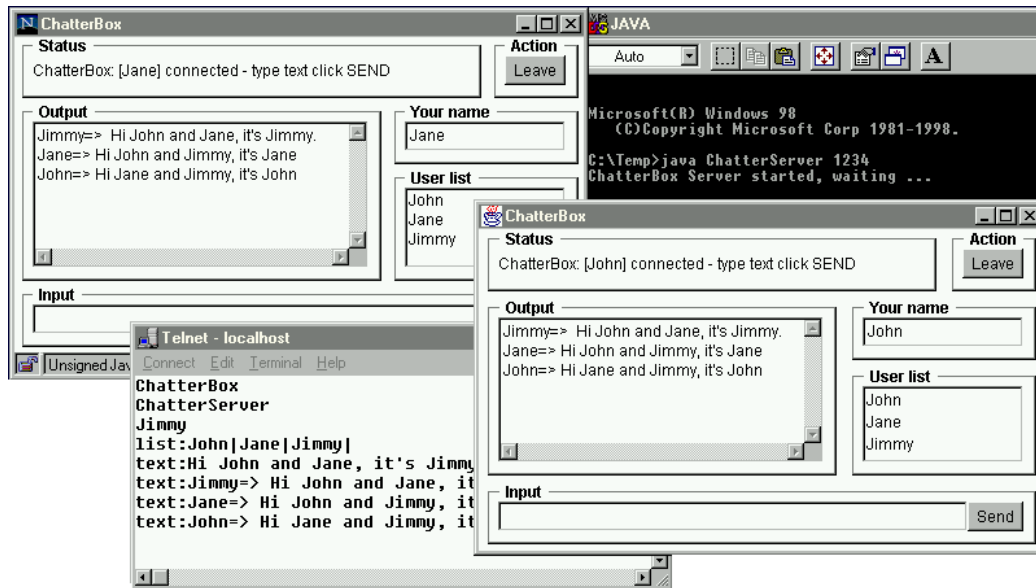 ChatterBox
Status
Action
ChatterBox: [Jane] connected - type text click SEND
Leave
Output
Your name
Jimmy=>  Hi John and Jane, it's Jimmy.
Jane=> Hi John and Jimmy, it's Jane
John=> Hi Jane and Jimmy, it's John
Jane
User list
John
Jane
Jimmy
Input
Unsigned Jav
JAVA
Auto
A
Microsoft(R) Windows 98
(C)Copyright Microsoft Corp 1981-1998.
C:\Temp>java ChatterServer 1234
ChatterBox Server started, waiting ...
Telnet - localhost
Connect Edit Terminal Help
ChatterBox
ChatterServer
Jimmy
list:John|Jane|Jimmy|
text:Hi John and Jane, it's Jimmy
text:Jimmy=> Hi John and Jane, it
text:Jane=> Hi John and Jimmy, it
text:John=> Hi Jane and Jimmy, it
ChatterBox
Status
Action
ChatterBox: [John] connected - type text click SEND
Leave
Output
Your name
Jimmy=>  Hi John and Jane, it's Jimmy.
Jane=> Hi John and Jimmy, it's Jane
John=> Hi Jane and Jimmy, it's John
John
User list
John
Jane
Jimmy
Input
Send